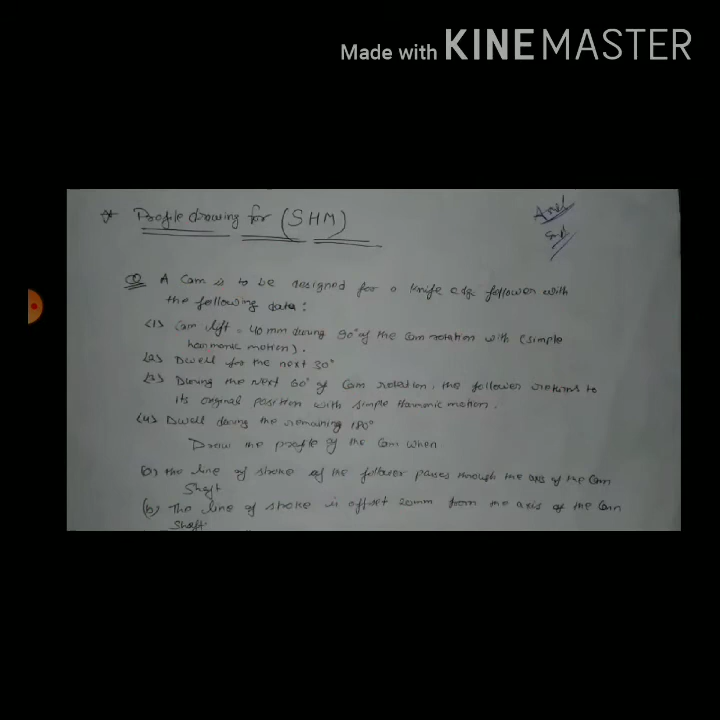 Made with KINEMASTER
* Profile drawing for (SHM)
Q A Cam is to be designed for a knife edge follower with
the following data:
(1) Cam lift = 40 mm during 90° of the Cam rotation with (simple
harmonic motion).
(2) Dwell for the next 30°
(3) During the next 60° of Cam rotation, the follower returns to
its original position with simple Harmonic motion.
(4) Dwell during the remaining 180°
Draw the profile of the Cam when
the line of stroke of the follower passes through the axis of the Cam
Shaft
(b) The line of stroke is offset 20mm from the axis of the Cam
Shaft.